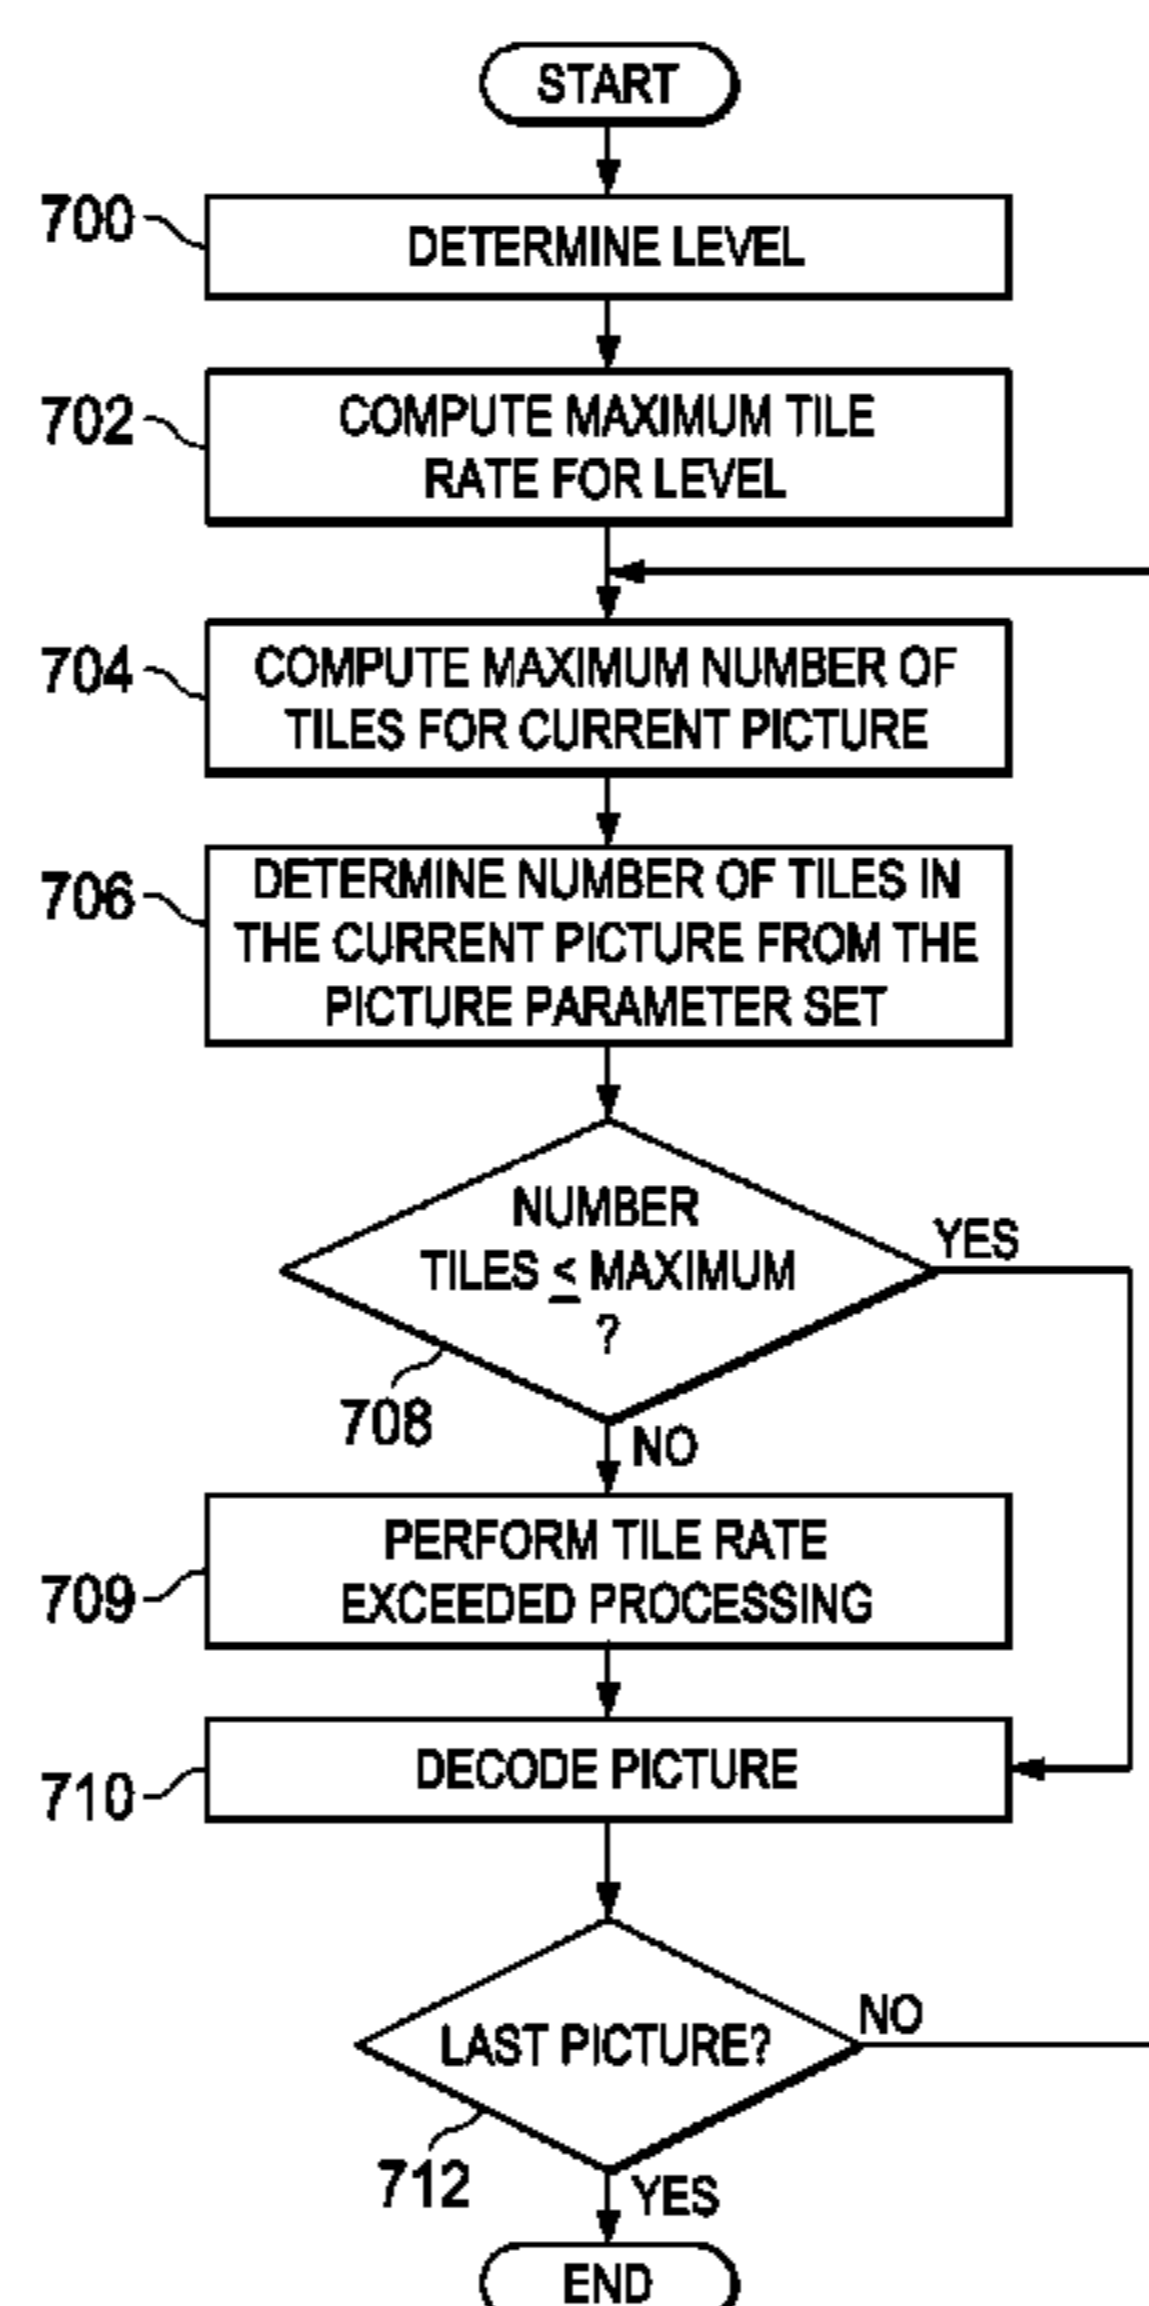 START
700
DETERMINE LEVEL
702
COMPUTE MAXIMUM TILE
RATE FOR LEVEL
704
COMPUTE MAXIMUM NUMBER OF
TILES FOR CURRENT PICTURE
706
DETERMINE NUMBER OF TILES IN
THE CURRENT PICTURE FROM THE
PICTURE PARAMETER SET
NUMBER
TILES ≤ MAXIMUM
?
YES
708
NO
709
PERFORM TILE RATE
EXCEEDED PROCESSING
710
DECODE PICTURE
LAST PICTURE?
NO
712
YES
END